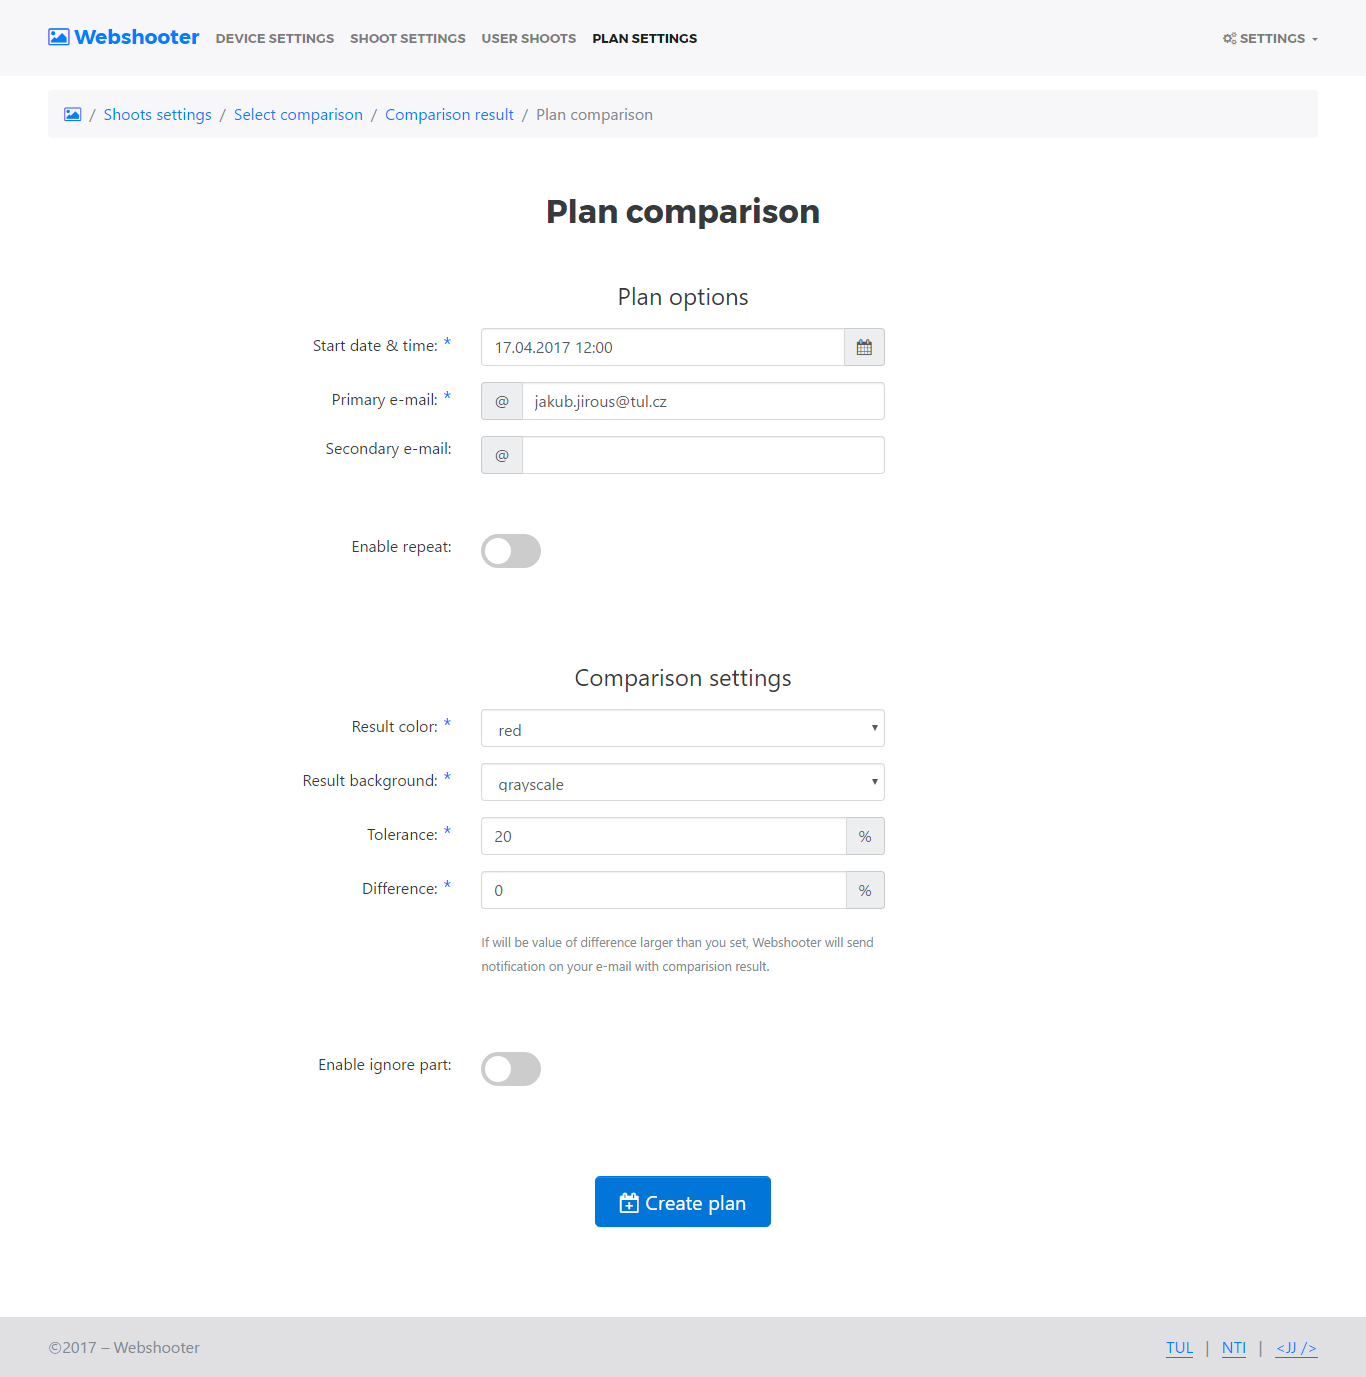 Webshooter DEVICE SETTINGS SHOOT SETTINGS USER SHOOTS PLAN SETTINGS SETTINGS
/ Shoots settings / Select comparison / Comparison result / Plan comparison
Plan comparison
Plan options
Start date & time: * 17.04.2017 12:00
Primary e-mail: * @ jakub.jirous@tul.cz
Secondary e-mail: @
Enable repeat:
Comparison settings
Result color: * red
Result background: * grayscale
Tolerance: * 20 %
Difference: * 0 %
If will be value of difference larger than you set, Webshooter will send
notification on your e-mail with comparision result.
Enable ignore part:
Create plan
©2017 – Webshooter TUL | NTI | <JJ />